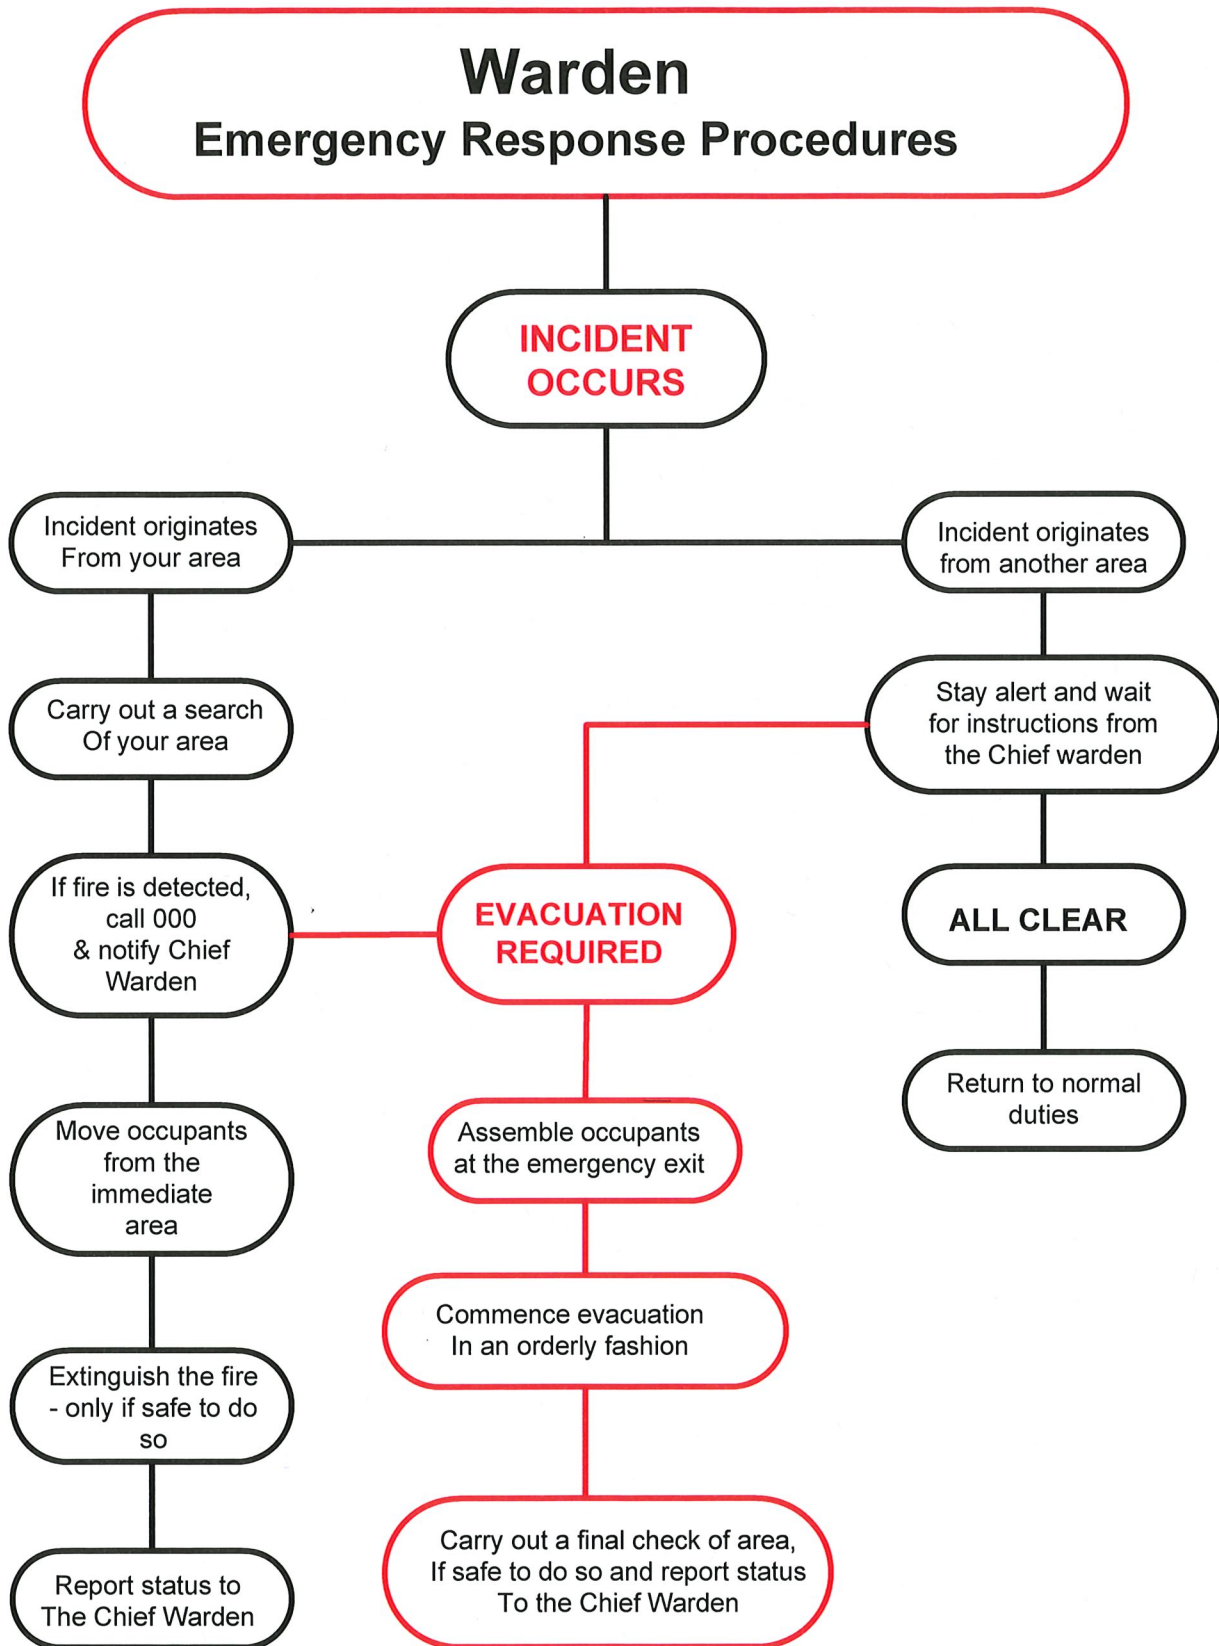 Warden
Emergency Response Procedures
INCIDENT
OCCURS
Incident originates
From your area
Incident originates
from another area
Carry out a search
Of your area
Stay alert and wait
for instructions from
the Chief warden
If fire is detected,
call 000
& notify Chief
Warden
EVACUATION
REQUIRED
ALL CLEAR
Return to normal
duties
Move occupants
from the
immediate
area
Assemble occupants
at the emergency exit
Commence evacuation
In an orderly fashion
Extinguish the fire
- only if safe to do
so
Carry out a final check of area,
If safe to do so and report status
To the Chief Warden
Report status to
The Chief Warden